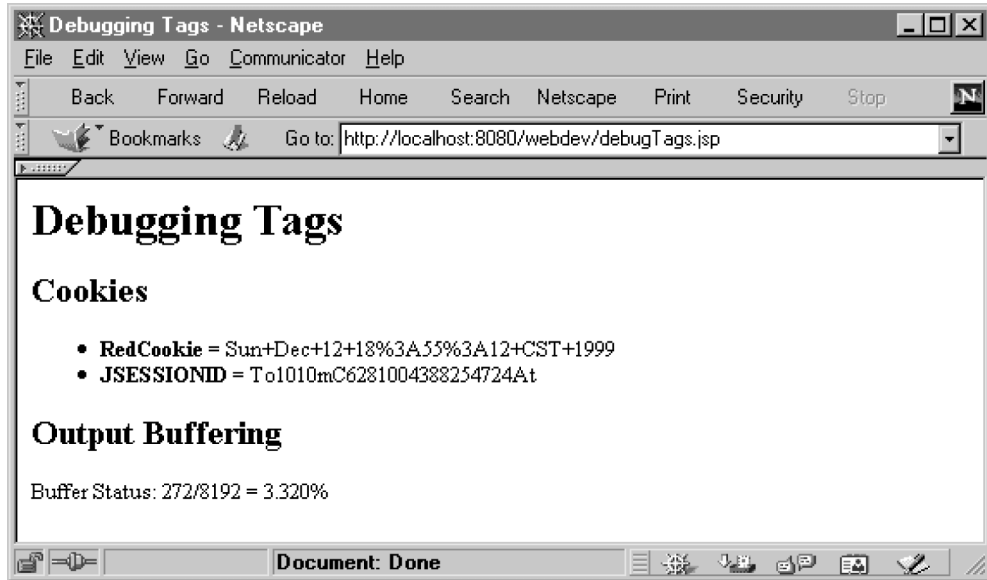 Debugging Tags - Netscape
File Edit View Go Communicator Help
Back Forward Reload Home Search Netscape Print Security Stop N
Bookmarks Go to: http://localhost:8080/webdev/debugTags.jsp
Debugging Tags
Cookies
• RedCookie = Sun+Dec+12+18%3A55%3A12+CST+1999
• JSESSIONID = To1010mC6281004388254724At
Output Buffering
Buffer Status: 272/8192 = 3.320%
Document: Done